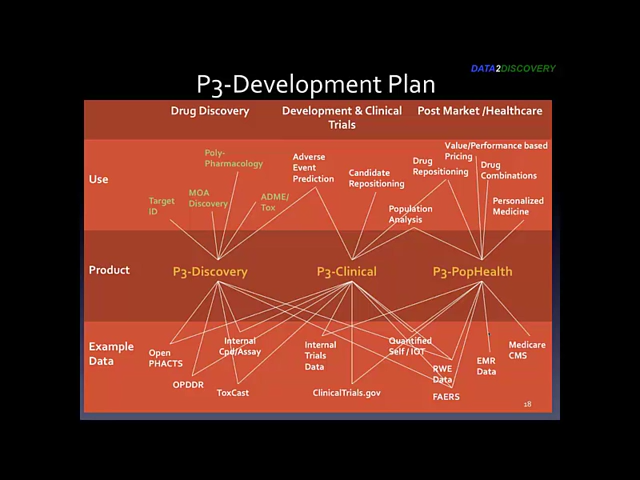 DATA2DISCOVERY
P3-Development Plan
Drug Discovery
Development & Clinical
Trials
Post Market /Healthcare
Use
Target
ID
MOA
Discovery
Poly-
Pharmacology
ADME/
Tox
Adverse
Event
Prediction
Candidate
Repositioning
Population
Analysis
Drug
Repositioning
Value/Performance based
Pricing
Drug
Combinations
Personalized
Medicine
Product
P3-Discovery
P3-Clinical
P3-PopHealth
Example
Data
Open
PHACTS
OPDDR
Internal
Cpd/Assay
ToxCast
Internal
Trials
Data
ClinicalTrials.gov
Quantified
Self / IOT
RWE
Data
FAERS
EMR
Data
Medicare
CMS
18